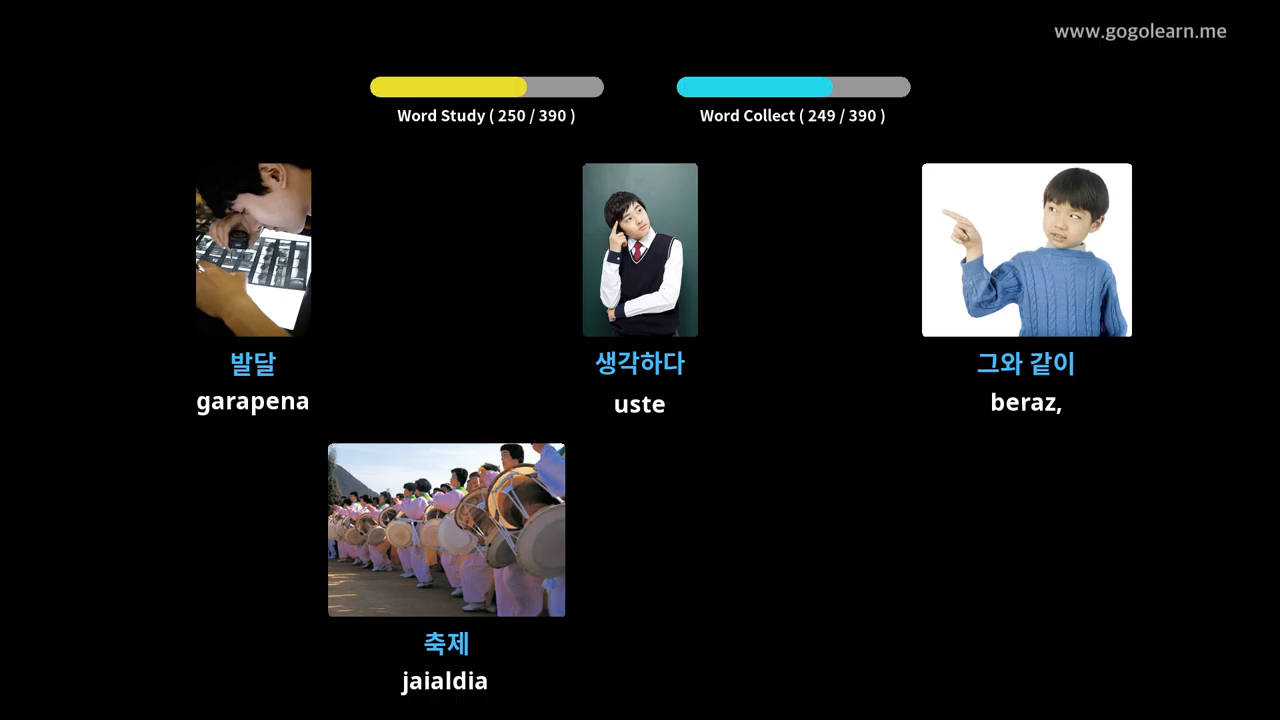 www.gogolearn.me
Word Study ( 250 / 390 )
Word Collect ( 249 / 390 )
발달
garapena
생각하다
uste
그와 같이
beraz,
축제
jaialdia